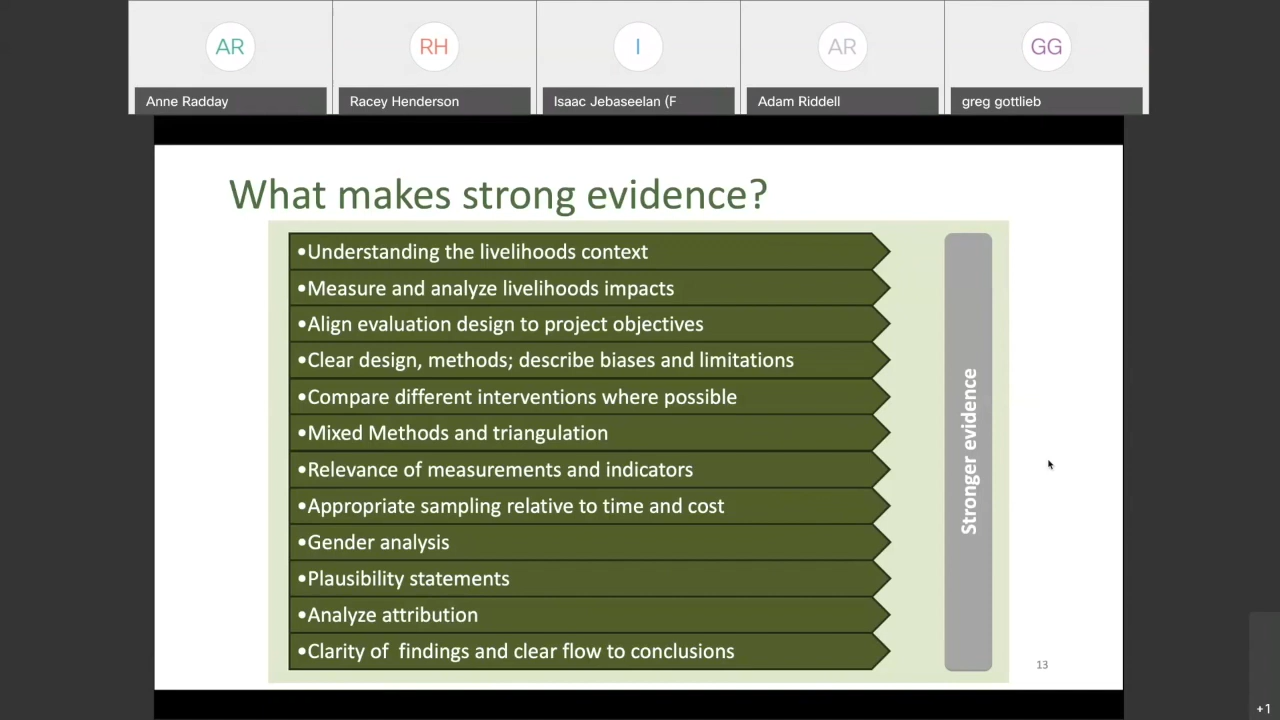 AR
RH
I
AR
GG
Anne Radday
Racey Henderson
Isaac Jebaseelan (F
Adam Riddell
greg gottlieb
What makes strong evidence?
•Understanding the livelihoods context
•Measure and analyze livelihoods impacts
•Align evaluation design to project objectives
•Clear design, methods; describe biases and limitations
•Compare different interventions where possible
•Mixed Methods and triangulation
•Relevance of measurements and indicators
•Appropriate sampling relative to time and cost
•Gender analysis
•Plausibility statements
•Analyze attribution
•Clarity of  findings and clear flow to conclusions
Stronger evidence
13
+1